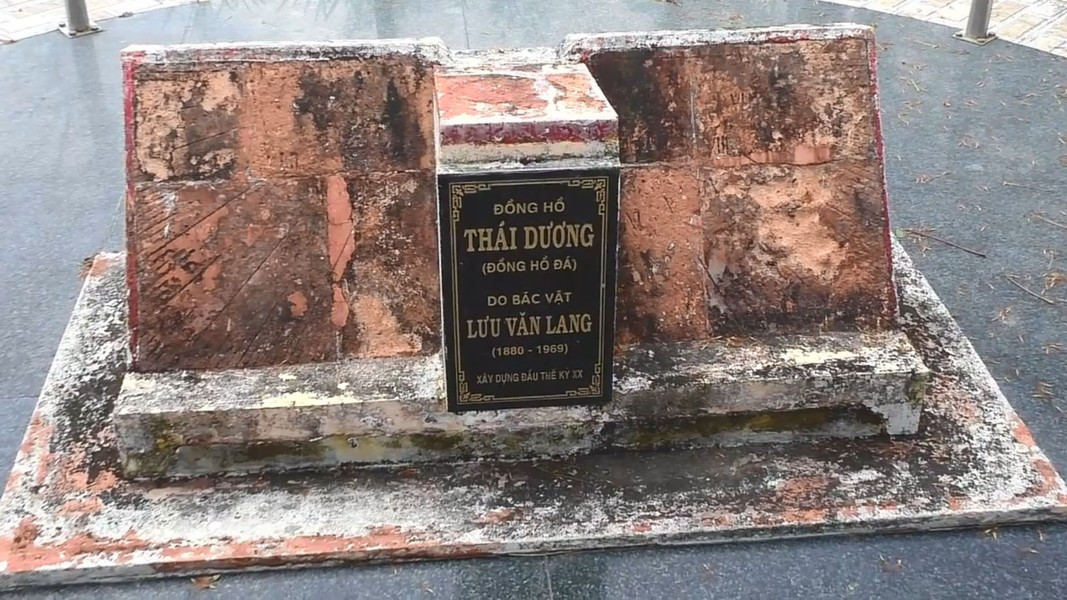 ĐỒNG HỒ
THÁI DƯƠNG
(ĐỒNG HỒ ĐÁ)
DO BÁC VẬT
LƯU VĂN LANG
(1880 - 1969)
XÂY DỰNG ĐẦU THẾ KỶ XX